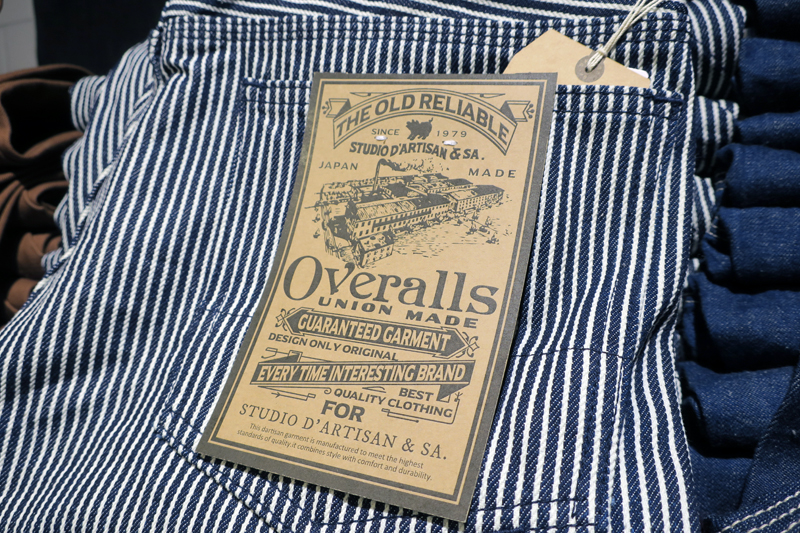 THE OLD RELIABLE
SINCE 1979
STUDIO D'ARTISAN & SA.
JAPAN MADE
Overalls
UNION MADE
GUARANTEED GARMENT
DESIGN ONLY ORIGINAL
EVERY TIME INTERESTING BRAND
BEST
QUALITY CLOTHING
FOR
STUDIO D'ARTISAN & SA.
This dartisan garment is manufactured to meet the highest
standards of quality.it combines style with comfort and durability.